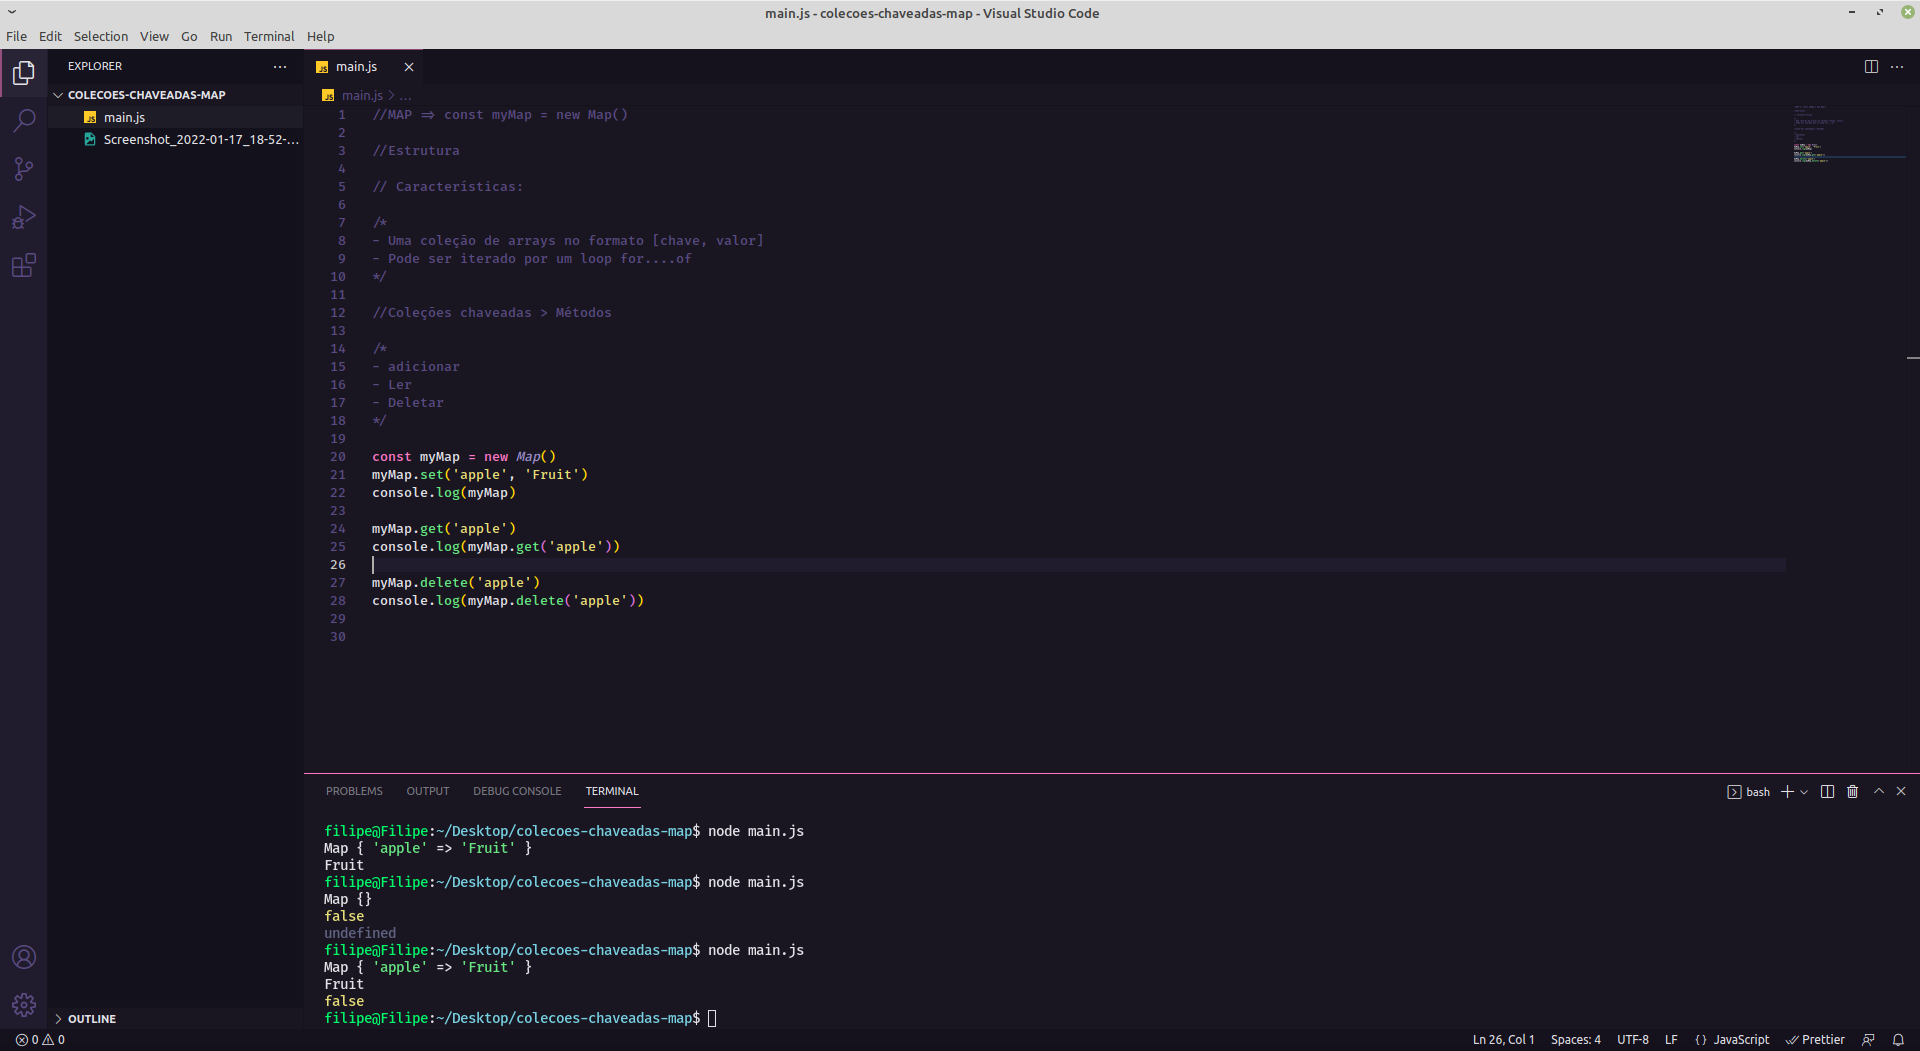 main.js - colecoes-chaveadas-map - Visual Studio Code
File Edit Selection View Go Run Terminal Help
EXPLORER
COLECOES-CHAVEADAS-MAP
JS main.js
Screenshot_2022-01-17_18-52-...
OUTLINE
JS main.js
JS main.js > ...
1 //MAP => const myMap = new Map()
2
3 //Estrutura
4
5 // Características:
6
7 /*
8 - Uma coleção de arrays no formato [chave, valor]
9 - Pode ser iterado por um loop for....of
10 */
11
12 //Coleções chaveadas > Métodos
13
14 /*
15 - adicionar
16 - Ler
17 - Deletar
18 */
19
20 const myMap = new Map()
21 myMap.set('apple', 'Fruit')
22 console.log(myMap)
23
24 myMap.get('apple')
25 console.log(myMap.get('apple'))
26
27 myMap.delete('apple')
28 console.log(myMap.delete('apple'))
29
30
PROBLEMS OUTPUT DEBUG CONSOLE TERMINAL
bash
filipe@Filipe:~/Desktop/colecoes-chaveadas-map$ node main.js
Map { 'apple' => 'Fruit' }
Fruit
filipe@Filipe:~/Desktop/colecoes-chaveadas-map$ node main.js
Map {}
false
undefined
filipe@Filipe:~/Desktop/colecoes-chaveadas-map$ node main.js
Map { 'apple' => 'Fruit' }
Fruit
false
filipe@Filipe:~/Desktop/colecoes-chaveadas-map$
0 0 Ln 26, Col 1 Spaces: 4 UTF-8 LF {} JavaScript Prettier